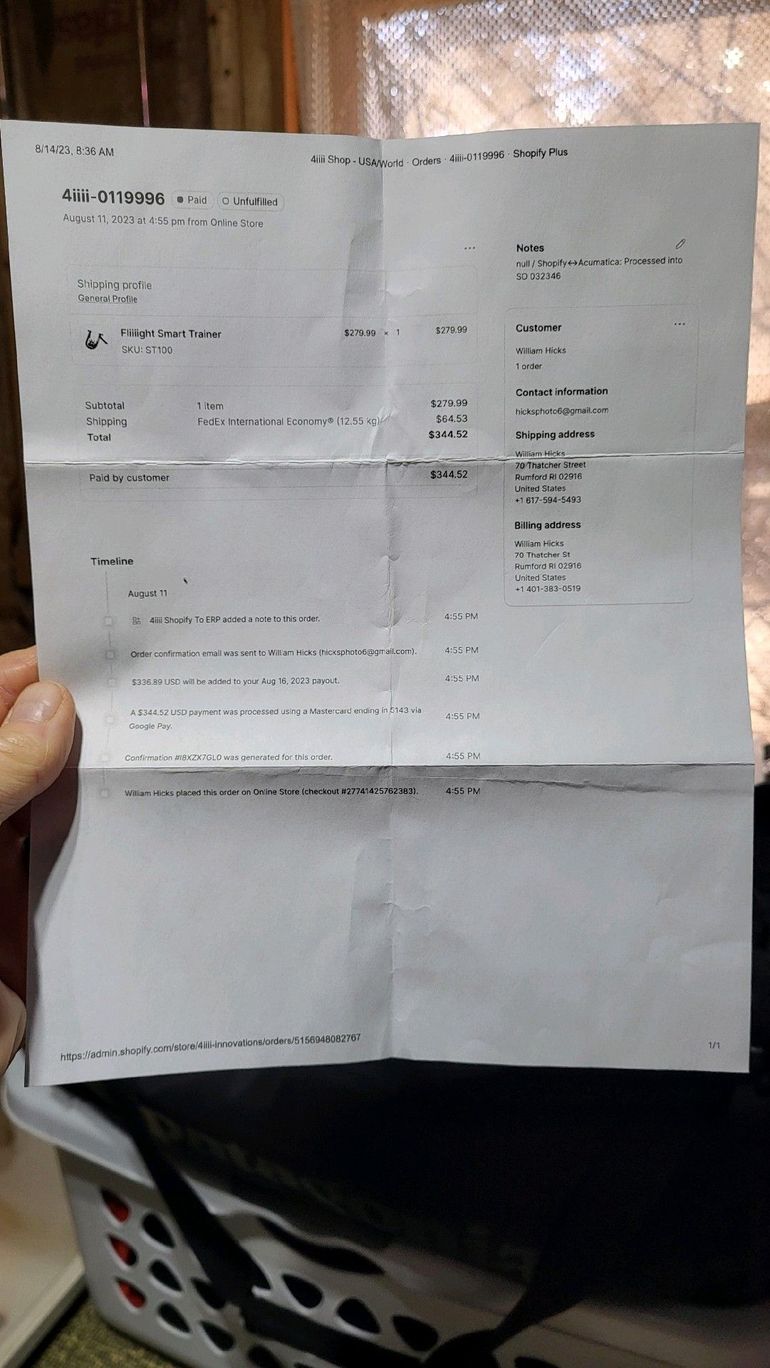 8/14/23, 8:36 AM
4iiii Shop - USA/World · Orders · 4iiii-0119996 · Shopify Plus
4iiii-0119996 Paid Unfulfilled
August 11, 2023 at 4:55 pm from Online Store
Shipping profile
General Profile
Fliiiight Smart Trainer $279.99 × 1 $279.99
SKU: ST100
Subtotal 1 item $279.99
Shipping FedEx International Economy® (12.55 kg) $64.53
Total $344.52
Paid by customer $344.52
Timeline
August 11
4iiii Shopify To ERP added a note to this order. 4:55 PM
Order confirmation email was sent to William Hicks (hicksphoto6@gmail.com). 4:55 PM
$336.89 USD will be added to your Aug 16, 2023 payout. 4:55 PM
A $344.52 USD payment was processed using a Mastercard ending in 5143 via
Google Pay. 4:55 PM
Confirmation #I8XZX7GL0 was generated for this order. 4:55 PM
William Hicks placed this order on Online Store (checkout #27741425762383). 4:55 PM
Notes
null / Shopify↔Acumatica: Processed into
SO 032346
Customer
William Hicks
1 order
Contact information
hicksphoto6@gmail.com
Shipping address
William Hicks
70 Thatcher Street
Rumford RI 02916
United States
+1 617-594-5493
Billing address
William Hicks
70 Thatcher St
Rumford RI 02916
United States
+1 401-383-0519
https://admin.shopify.com/store/4iiii-innovations/orders/5156948082767
1/1